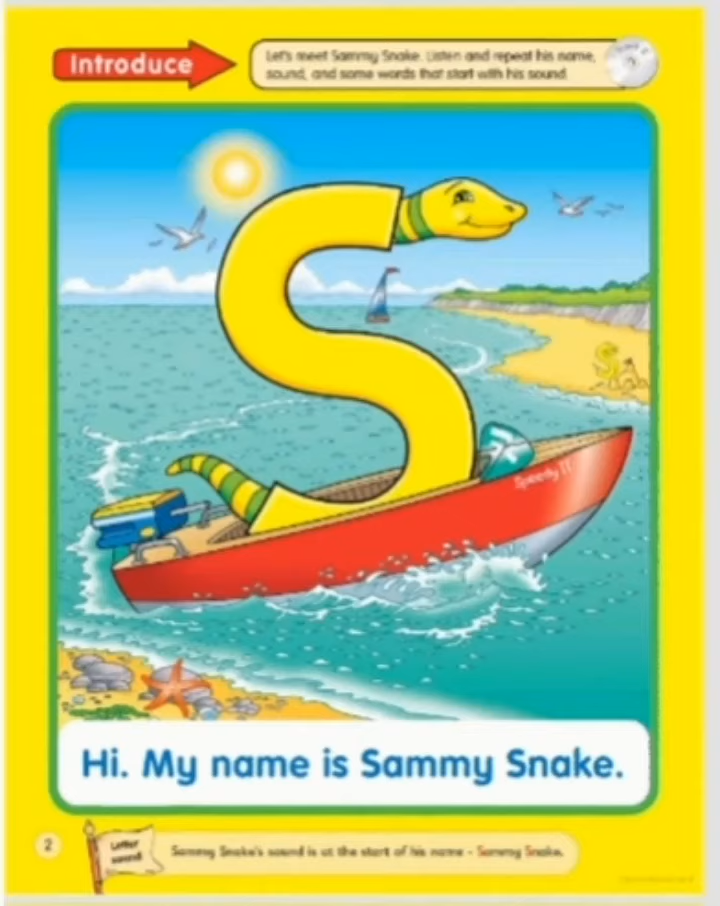 Introduce
Let's meet Sammy Snake. Listen and repeat his name,
sound, and some words that start with his sound.
Speedy II
Hi. My name is Sammy Snake.
2
Letter
sound
Sammy Snake's sound is at the start of his name - Sammy Snake.